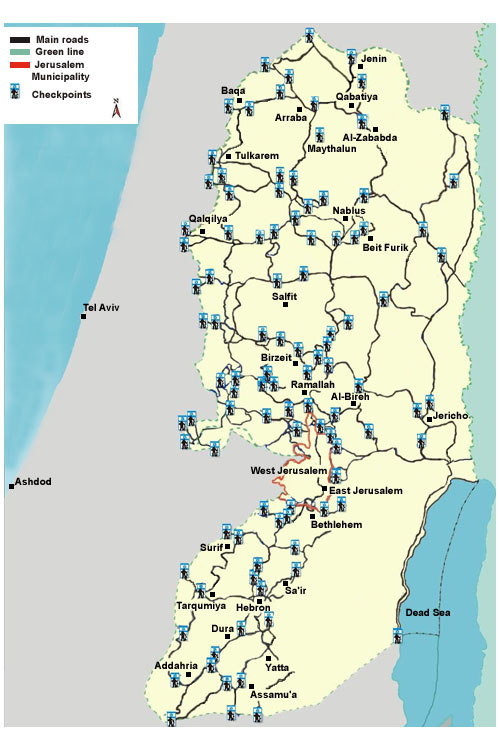 Main roads
Green line
Jerusalem
Municipality
Checkpoints
N
Jenin
Baqa
Qabatiya
Arraba
Al-Zababda
Maythalun
Tulkarem
Nablus
Qalqilya
Beit Furik
Salfit
Tel Aviv
Birzeit
Ramallah
Al-Bireh
Jericho
West Jerusalem
Ashdod
East Jerusalem
Bethlehem
Surif
Sa'ir
Tarqumiya
Hebron
Dead Sea
Dura
Addahria
Yatta
Assamu'a